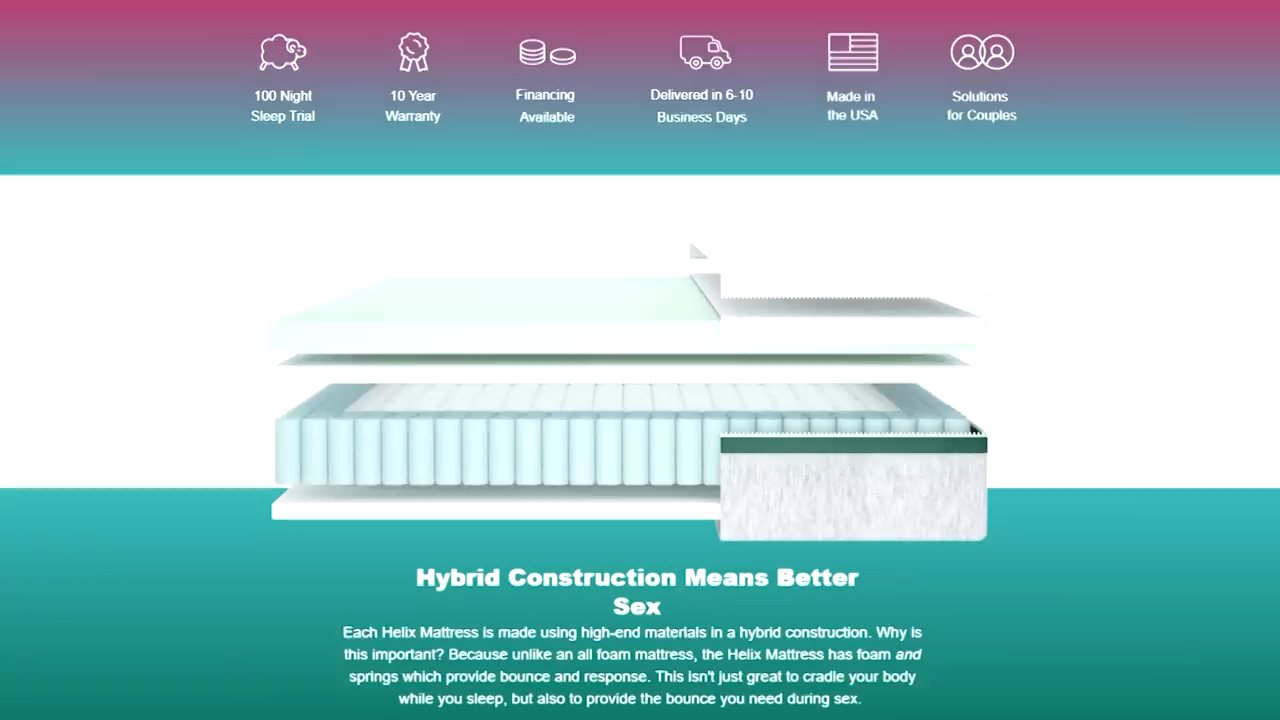 100 Night
Sleep Trial
10 Year
Warranty
Financing
Available
Delivered in 6-10
Business Days
Made in
the USA
Solutions
for Couples
Hybrid Construction Means Better
Sex
Each Helix Mattress is made using high-end materials in a hybrid construction. Why is
this important? Because unlike an all foam mattress, the Helix Mattress has foam and
springs which provide bounce and response. This isn't just great to cradle your body
while you sleep, but also to provide the bounce you need during sex.